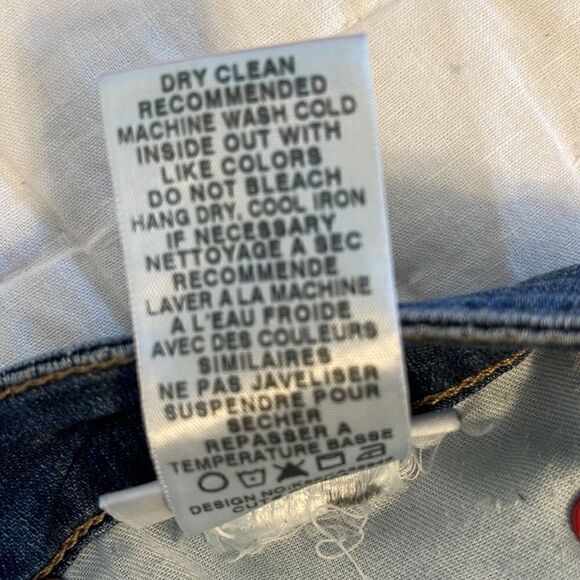 DRY CLEAN
RECOMMENDED
MACHINE WASH COLD
INSIDE OUT WITH
LIKE COLORS
DO NOT BLEACH
HANG DRY, COOL IRON
IF NECESSARY
NETTOYAGE A SEC
RECOMMENDE
LAVER A LA MACHINE
A L'EAU FROIDE
AVEC DES COULEURS
SIMILAIRES
NE PAS JAVELISER
SUSPENDRE POUR
SECHER
REPASSER A
TEMPERATURE BASSE
DESIGN NO: